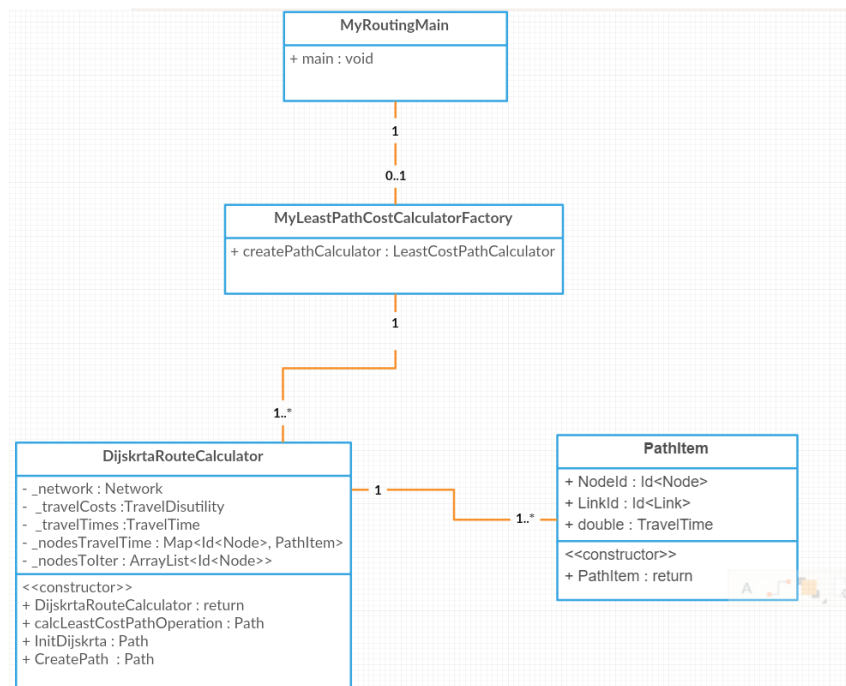 MyRoutingMain
+ main : void
1
0..1
MyLeastPathCostCalculatorFactory
+ createPathCalculator : LeastCostPathCalculator
1
1..*
DijskrtaRouteCalculator
- _network : Network
- _travelCosts :TravelDisutility
- _travelTimes :TravelTime
- _nodesTravelTime : Map<Id<Node>, PathItem>
- _nodesToIter : ArrayList<Id<Node>>
<<constructor>>
+ DijskrtaRouteCalculator : return
+ calcLeastCostPathOperation : Path
+ InitDijskrta : Path
+ CreatePath : Path
1
1..*
PathItem
+ NodeId : Id<Node>
+ LinkId : Id<Link>
+ double : TravelTime
<<constructor>>
+ PathItem : return
A